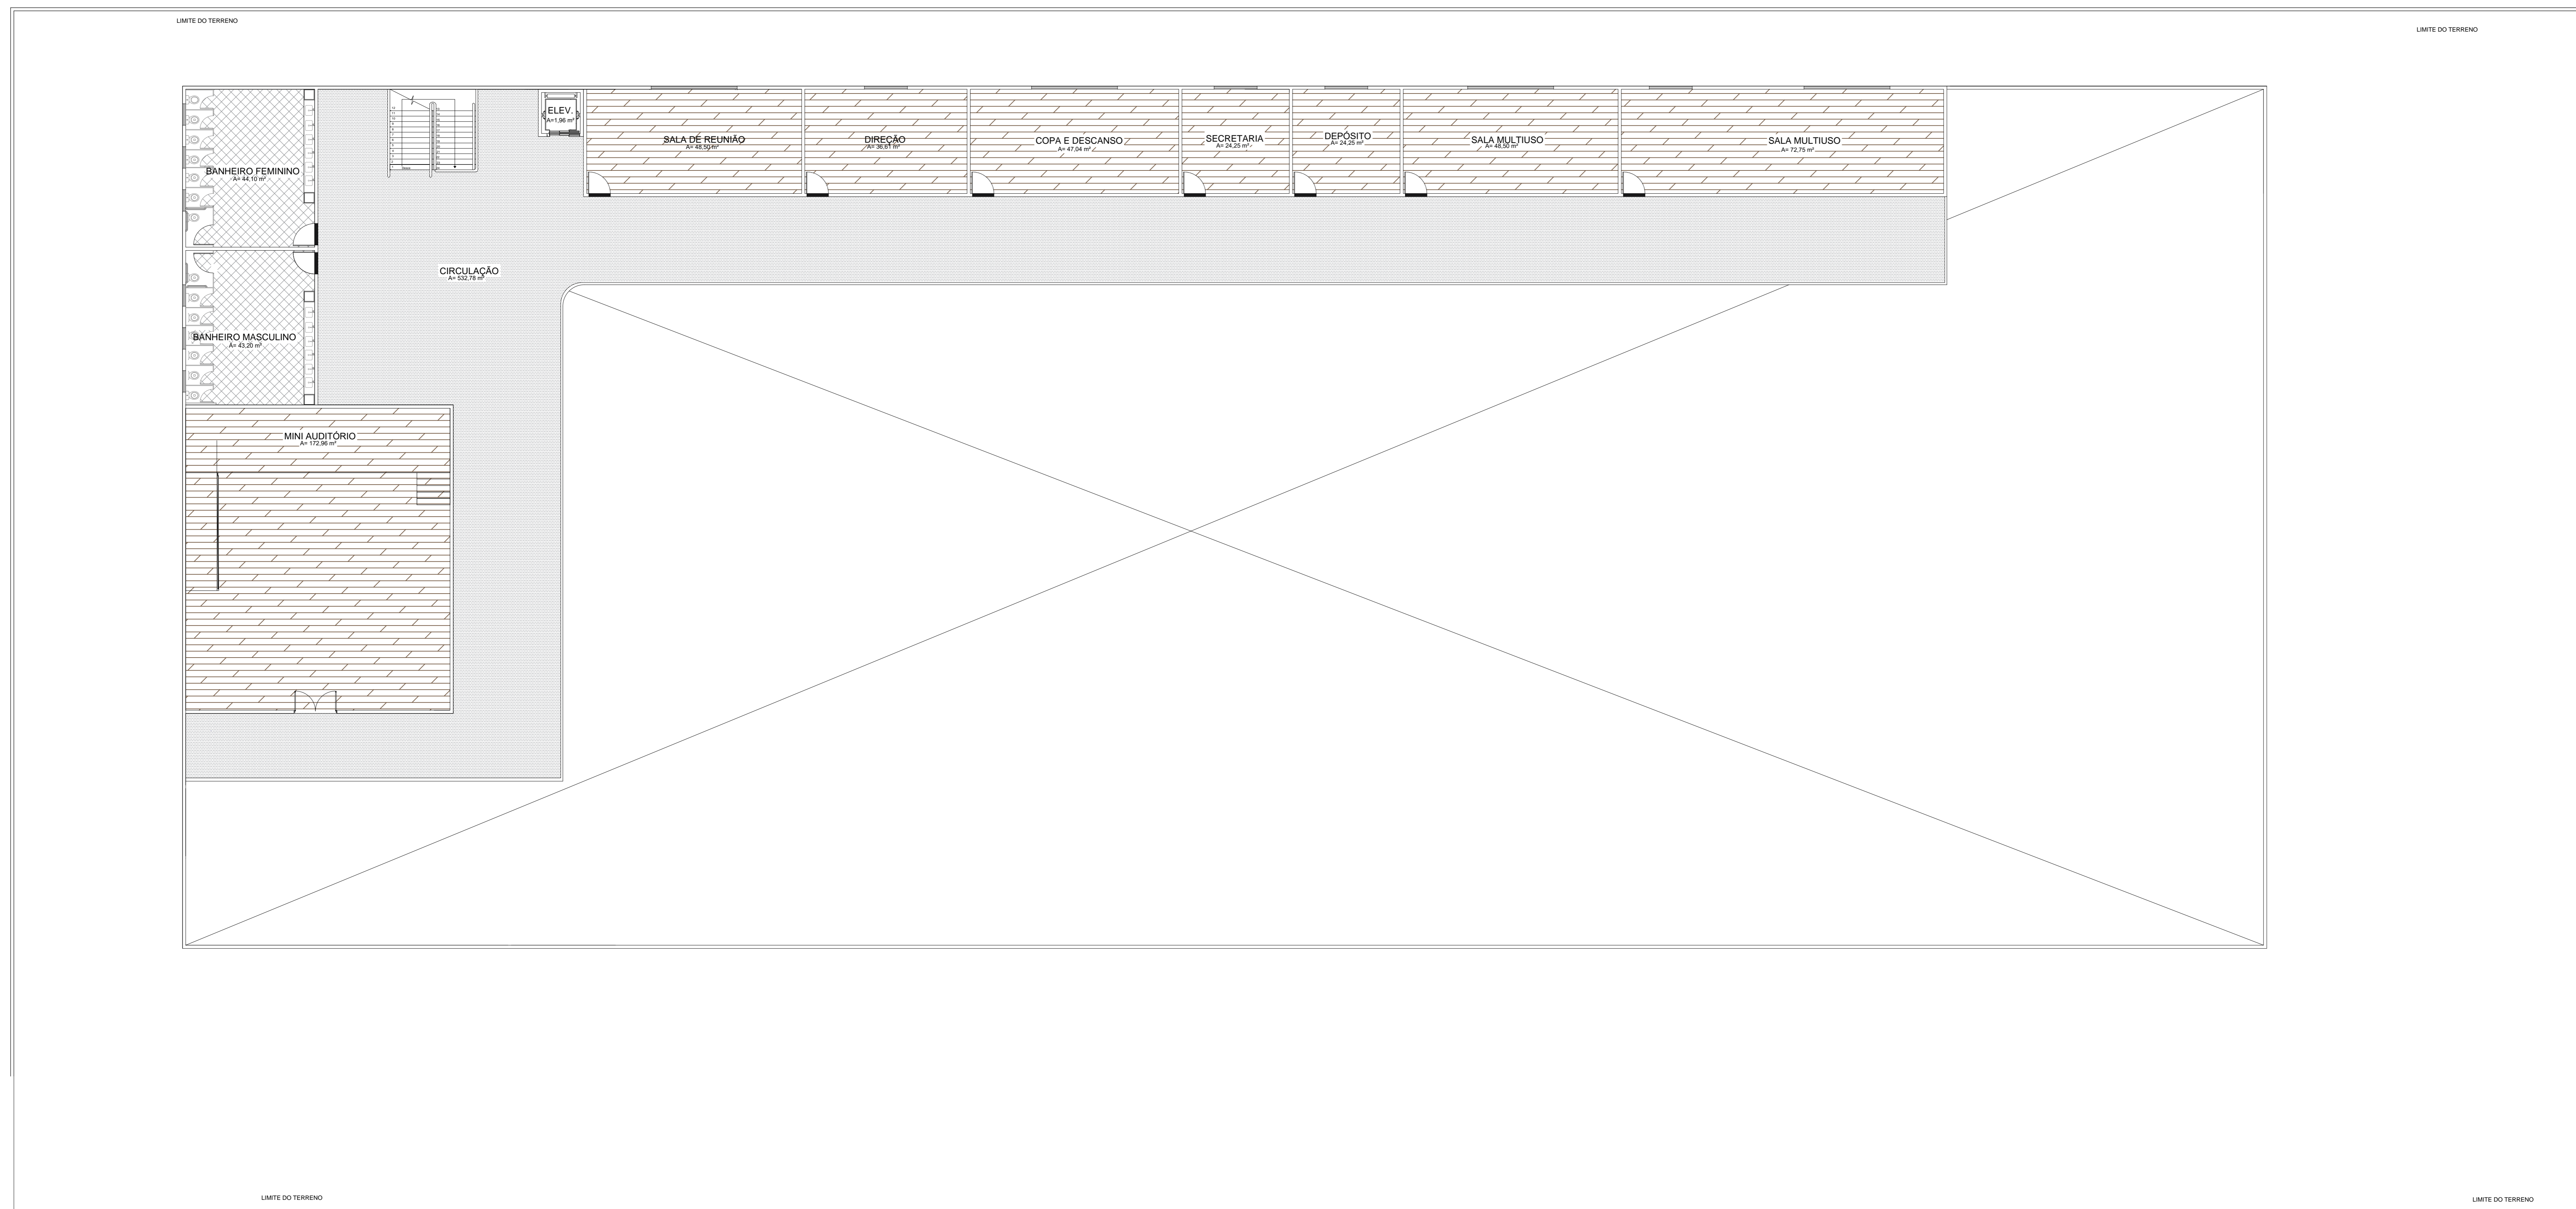 LIMITE DO TERRENO
LIMITE DO TERRENO
ELEV.
A=1,96 m²
SALA DE REUNIÃO
A= 48,50 m²
DIREÇÃO
A= 36,61 m²
COPA E DESCANSO
A= 47,04 m²
SECRETARIA
A= 24,25 m²
DEPÓSITO
A= 24,25 m²
SALA MULTIUSO
A= 48,50 m²
SALA MULTIUSO
A= 72,75 m²
BANHEIRO FEMININO
A= 44,10 m²
CIRCULAÇÃO
A= 532,78 m²
BANHEIRO MASCULINO
A= 43,20 m²
MINI AUDITÓRIO
A= 172,96 m²
LIMITE DO TERRENO
LIMITE DO TERRENO